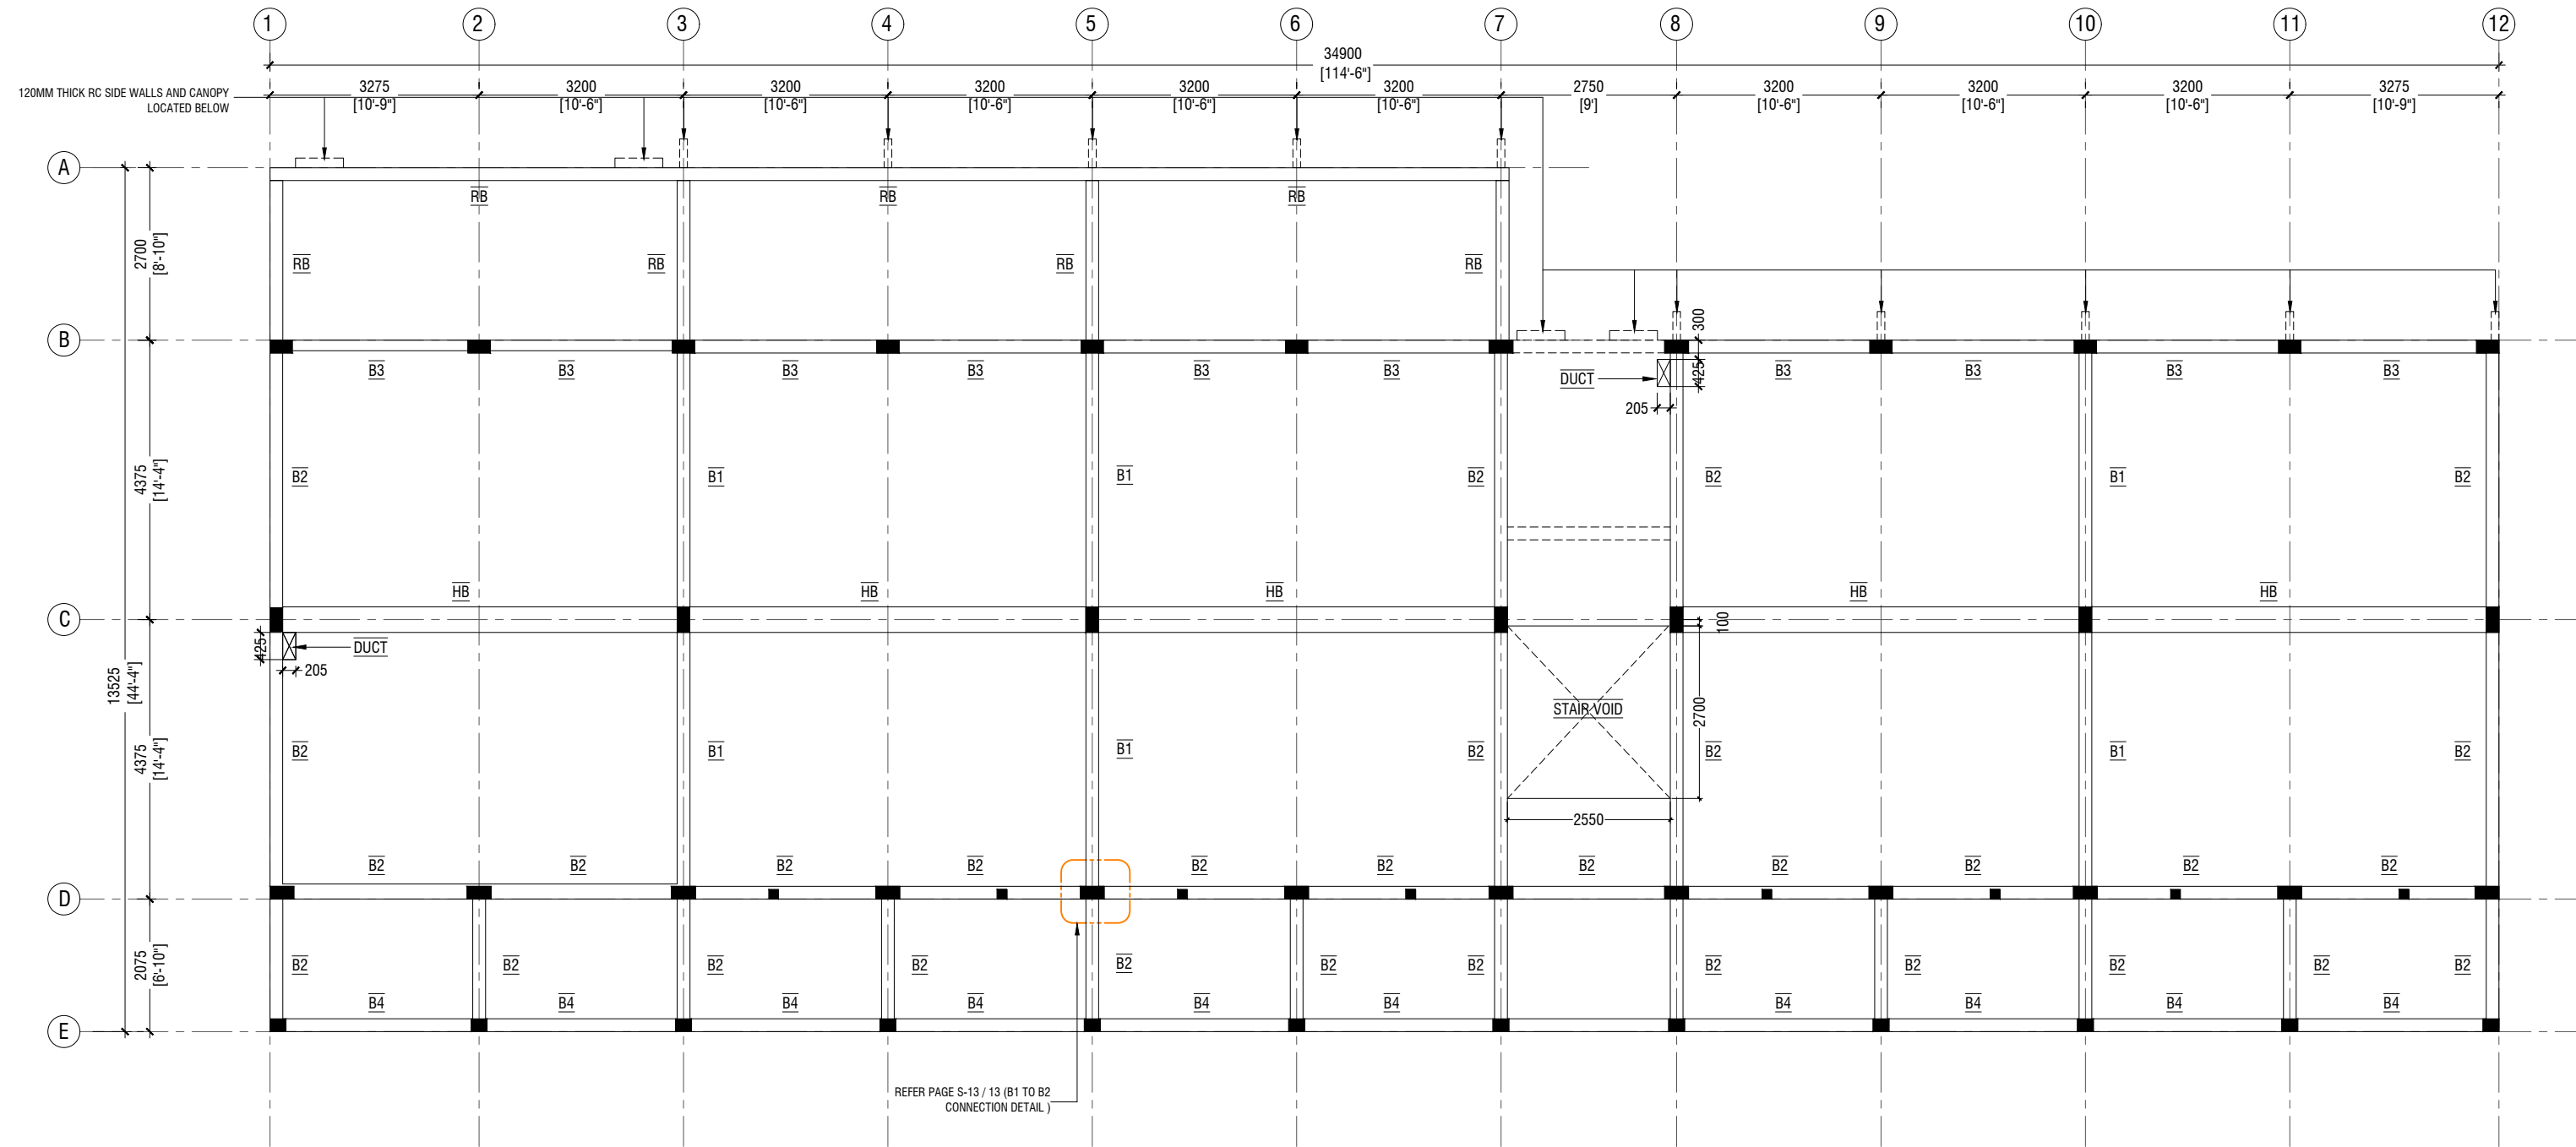 1 2 3 4 5 6 7 8 9 10 11 12
34900
[114'-6"]
3275 3200 3200 3200 3200 3200 2750 3200 3200 3200 3275
[10'-9"] [10'-6"] [10'-6"] [10'-6"] [10'-6"] [10'-6"] [9'] [10'-6"] [10'-6"] [10'-6"] [10'-9"]
120MM THICK RC SIDE WALLS AND CANOPY
LOCATED BELOW
A
RB RB RB
2700
[8'-10"]
RB RB RB RB
300
B
B3 B3 B3 B3 B3 B3 B3 B3 B3 B3
DUCT
425
205
4375
[14'-4"]
B2 B1 B1 B2 B2 B1 B2
HB HB HB HB HB
C
100
425
DUCT
205
13525
[44'-4"]
STAIR VOID
2700
4375
[14'-4"]
B2 B1 B1 B2 B2 B1 B2
2550
B2 B2 B2 B2 B2 B2 B2 B2 B2 B2 B2
D
2075
[6'-10"]
B2 B2 B2 B2 B2 B2 B2 B2 B2 B2 B2 B2
B4 B4 B4 B4 B4 B4 B4 B4 B4 B4
E
REFER PAGE S-13 / 13 (B1 TO B2
CONNECTION DETAIL )